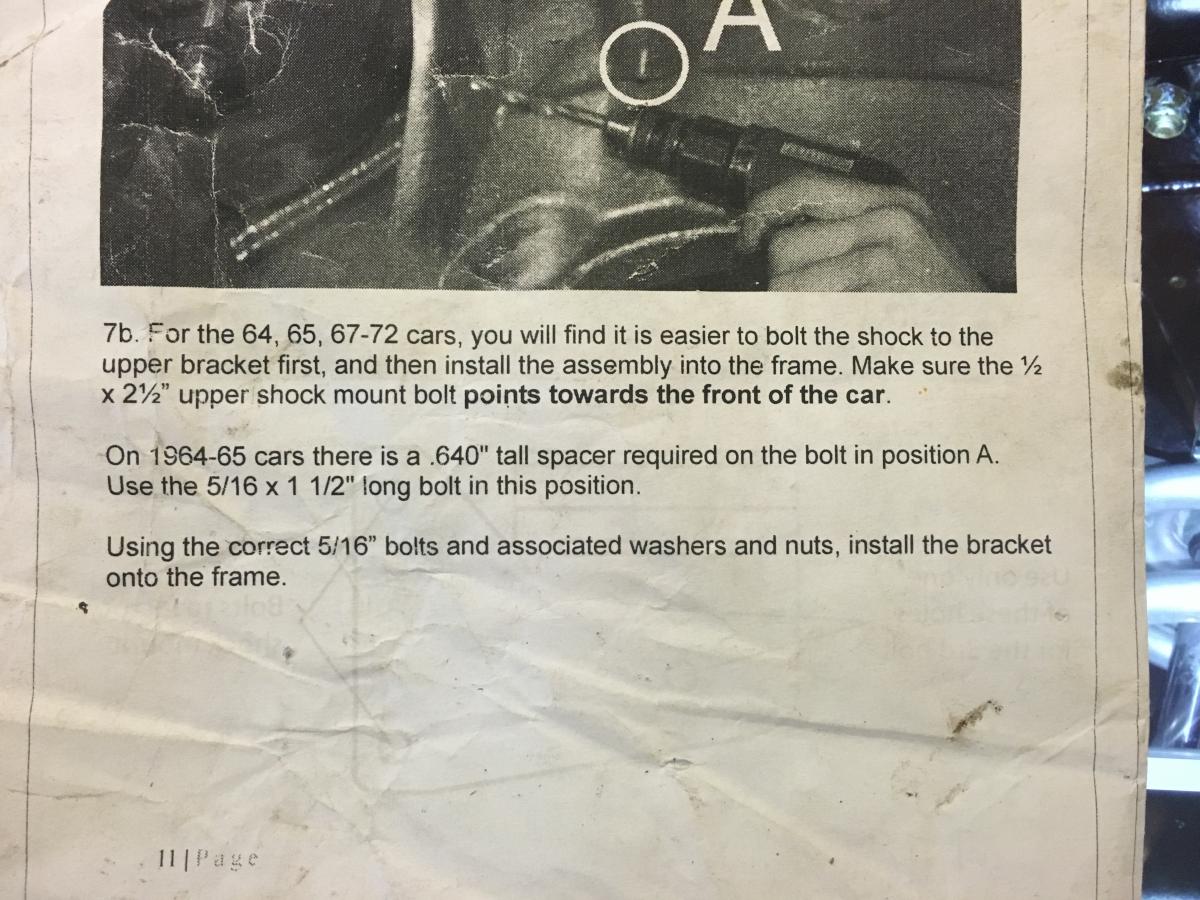 A
7b. For the 64, 65, 67-72 cars, you will find it is easier to bolt the shock to the
upper bracket first, and then install the assembly into the frame. Make sure the ½
x 2½” upper shock mount bolt points towards the front of the car.
On 1964-65 cars there is a .640" tall spacer required on the bolt in position A.
Use the 5/16 x 1 1/2" long bolt in this position.
Using the correct 5/16” bolts and associated washers and nuts, install the bracket
onto the frame.
11 | Page